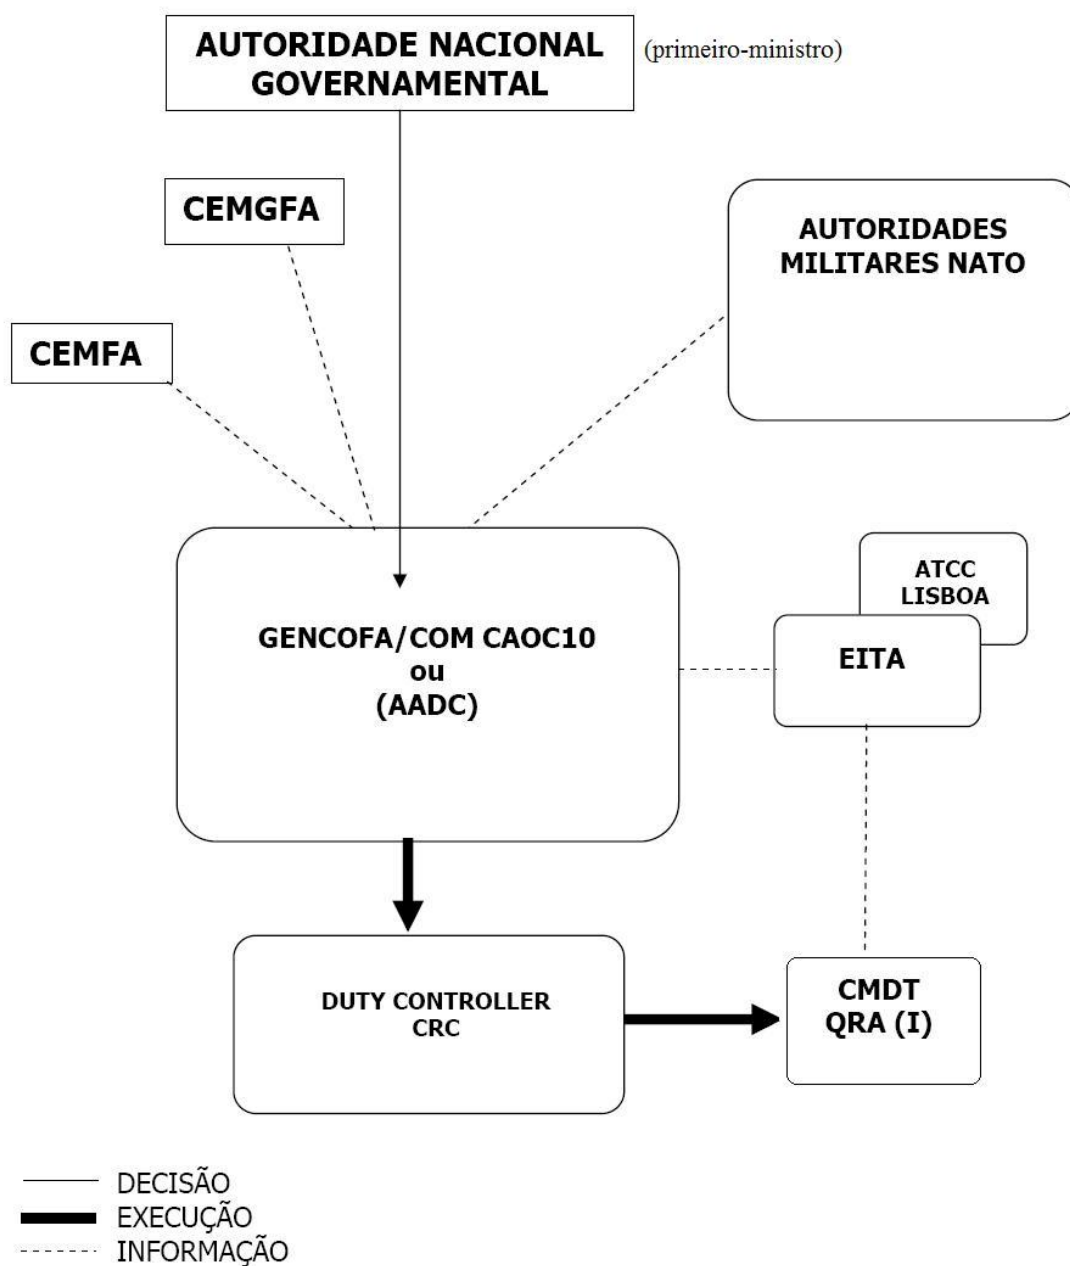 AUTORIDADE NACIONAL
GOVERNAMENTAL
(primeiro-ministro)
CEMGFA
AUTORIDADES
MILITARES NATO
CEMFA
ATCC
LISBOA
GENCOFA/COM CAOC10
ou
(AADC)
EITA
DUTY CONTROLLER
CRC
CMDT
QRA (I)
DECISÃO
EXECUÇÃO
INFORMAÇÃO